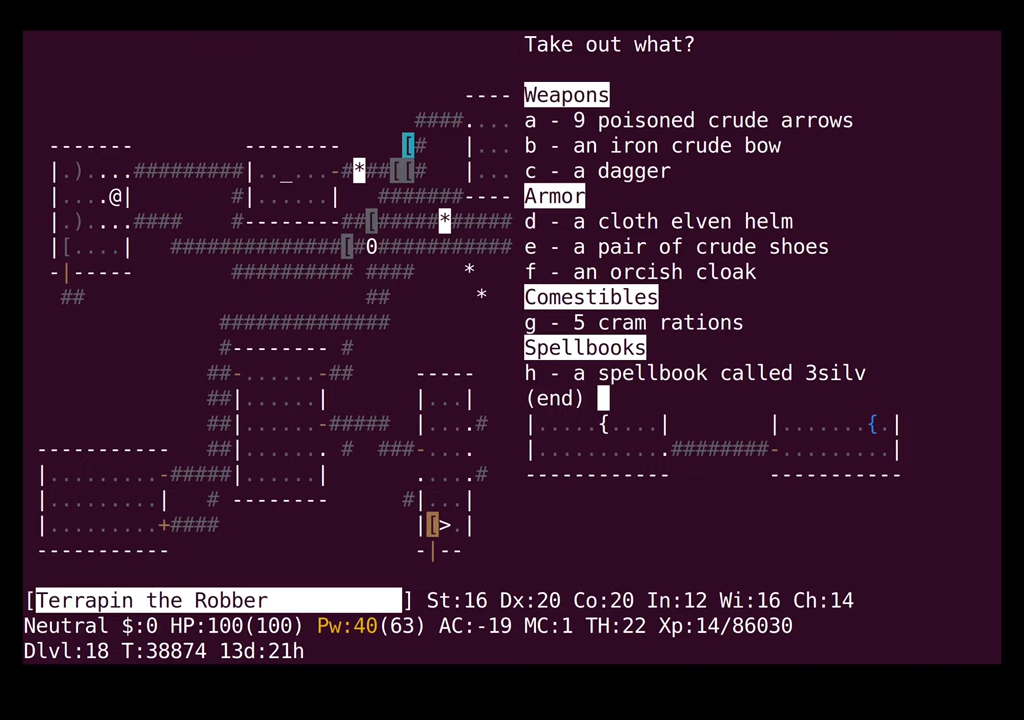 Take out what?
Weapons
a - 9 poisoned crude arrows
b - an iron crude bow
c - a dagger
Armor
d - a cloth elven helm
e - a pair of crude shoes
f - an orcish cloak
Comestibles
g - 5 cram rations
Spellbooks
h - a spellbook called 3silv
(end)
[Terrapin the Robber ] St:16 Dx:20 Co:20 In:12 Wi:16 Ch:14
Neutral $:0 HP:100(100) Pw:40(63) AC:-19 MC:1 TH:22 Xp:14/86030
Dlvl:18 T:38874 13d:21h